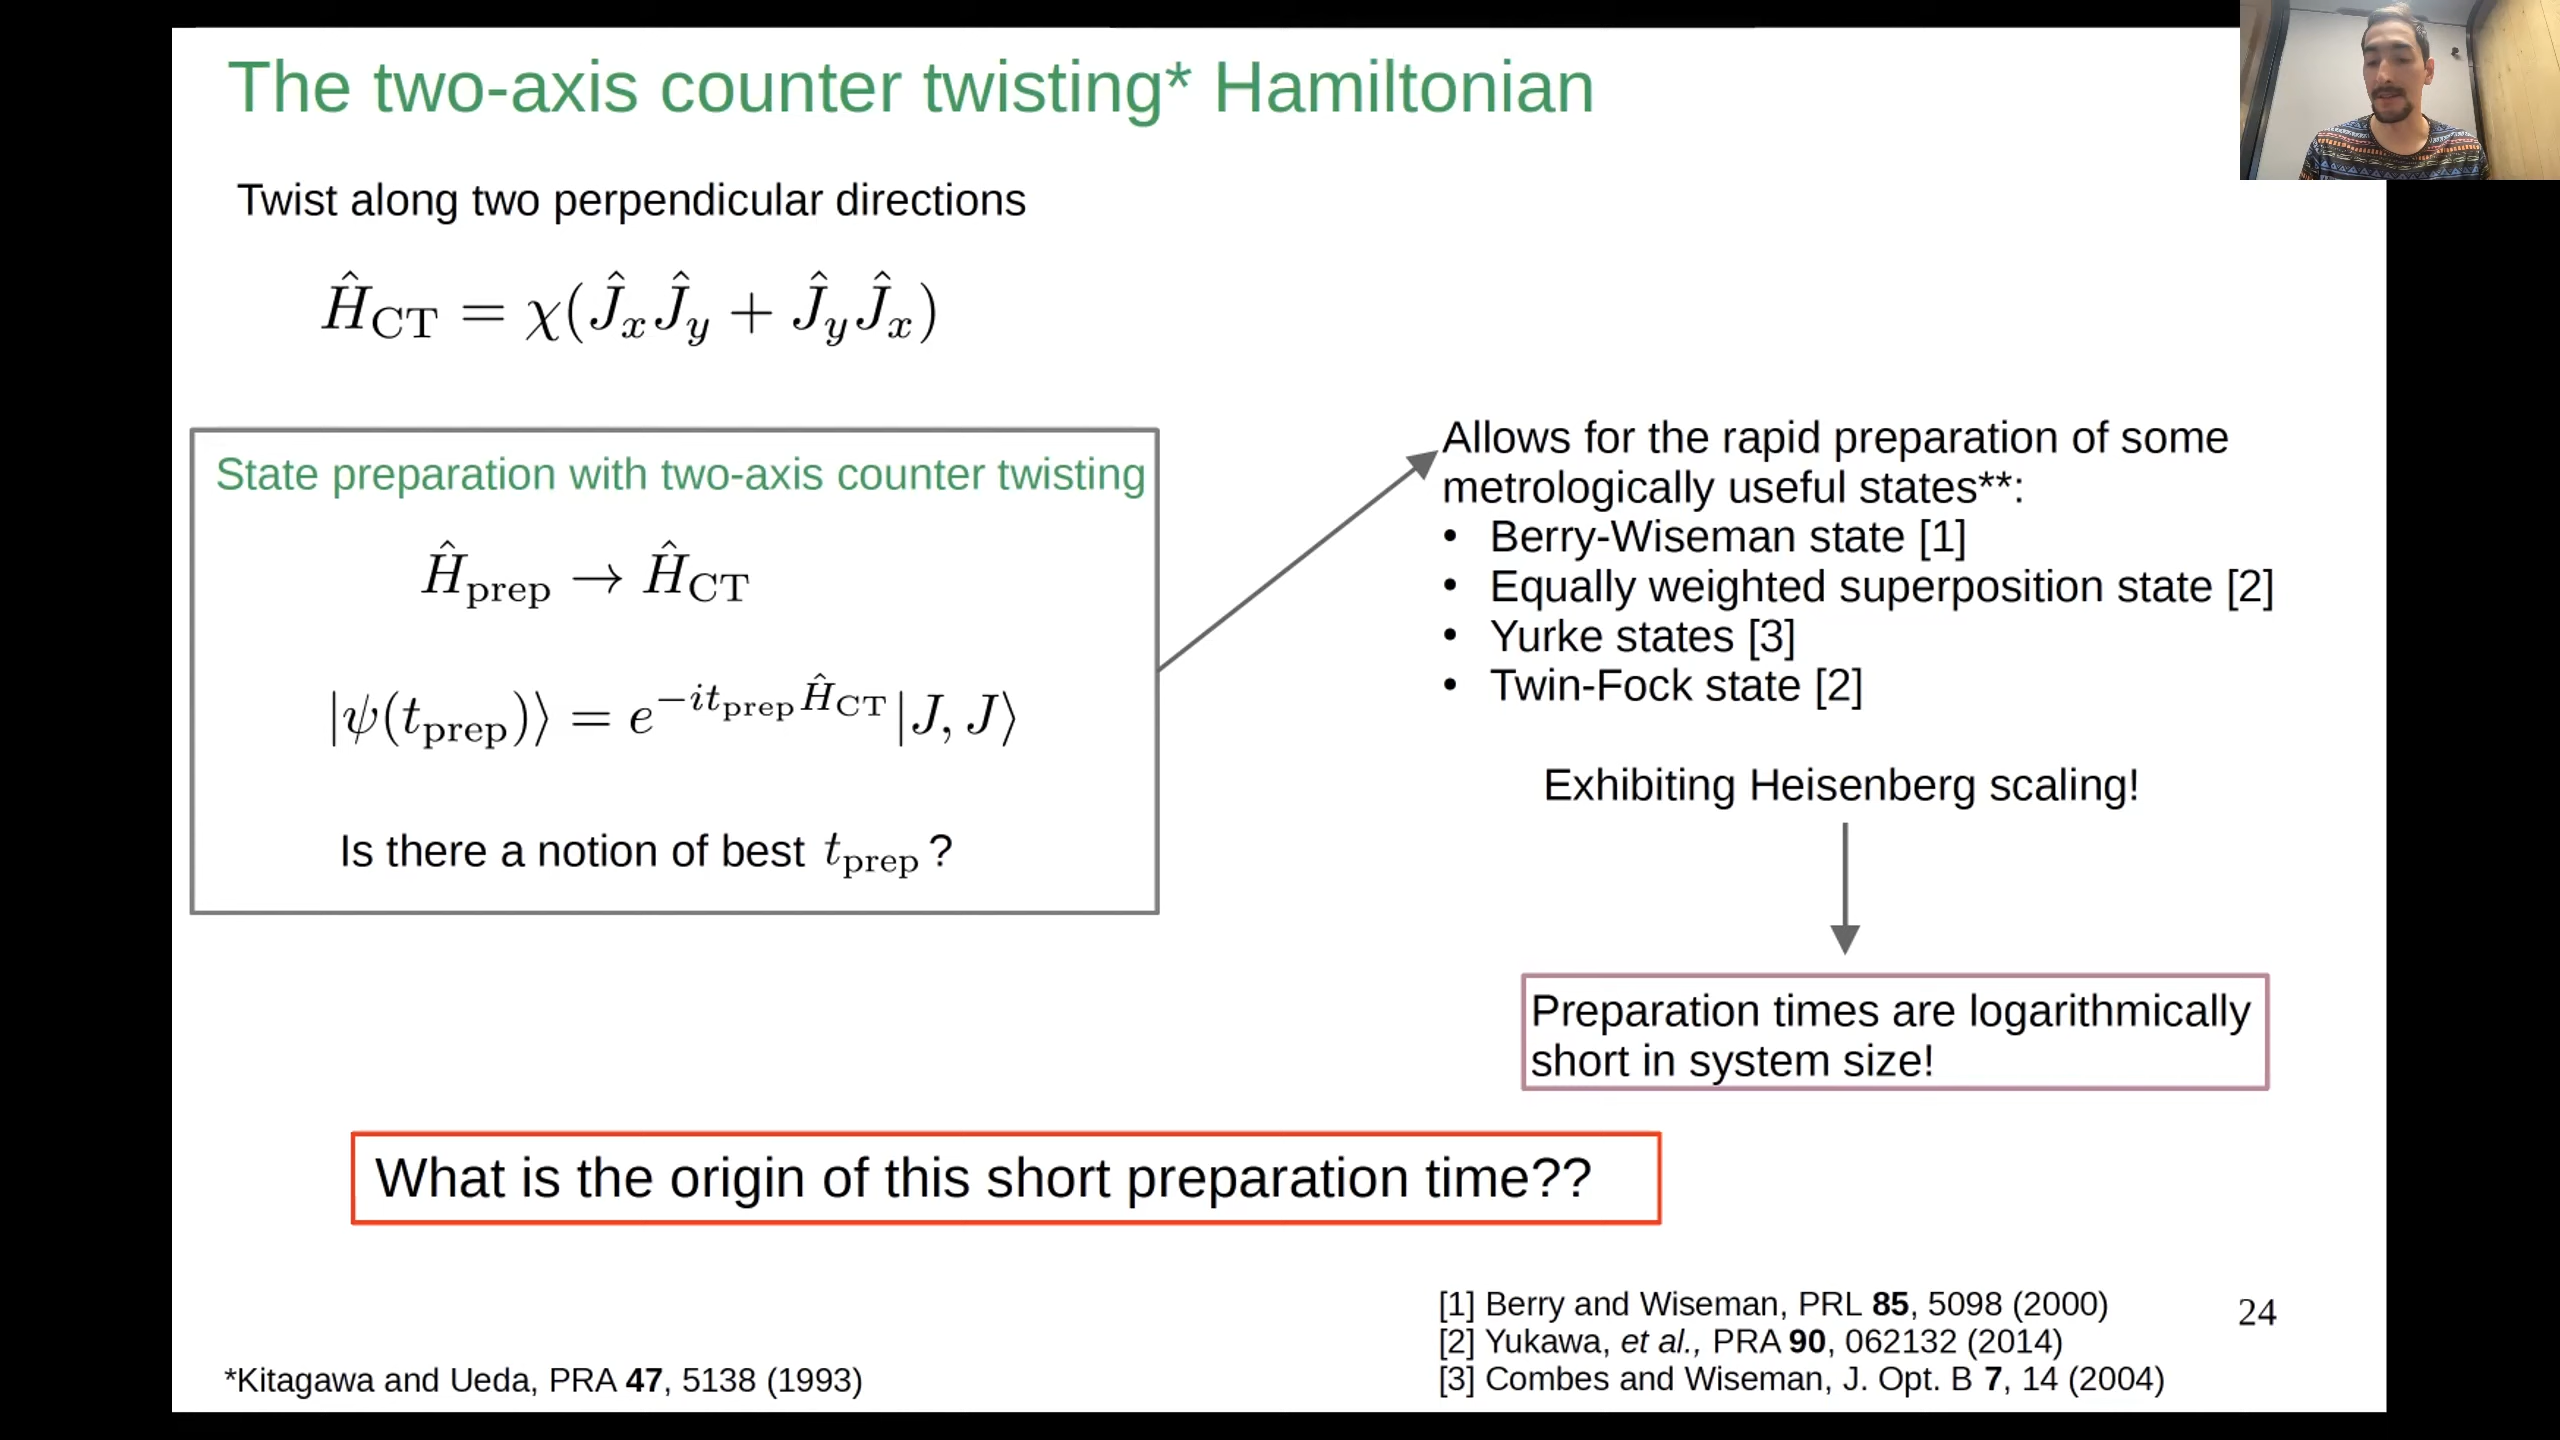 The two-axis counter twisting* Hamiltonian
Twist along two perpendicular directions
Ĥ_CT = χ(Ĵ_xĴ_y + Ĵ_yĴ_x)
State preparation with two-axis counter twisting
Ĥ_prep → Ĥ_CT
|ψ(t_prep)⟩ = e^{−it_prep Ĥ_CT}|J, J⟩
Is there a notion of best t_prep ?
Allows for the rapid preparation of some
metrologically useful states**:
• Berry-Wiseman state [1]
• Equally weighted superposition state [2]
• Yurke states [3]
• Twin-Fock state [2]
Exhibiting Heisenberg scaling!
Preparation times are logarithmically
short in system size!
What is the origin of this short preparation time??
*Kitagawa and Ueda, PRA 47, 5138 (1993)
[1] Berry and Wiseman, PRL 85, 5098 (2000)
[2] Yukawa, et al., PRA 90, 062132 (2014)
[3] Combes and Wiseman, J. Opt. B 7, 14 (2004)
24